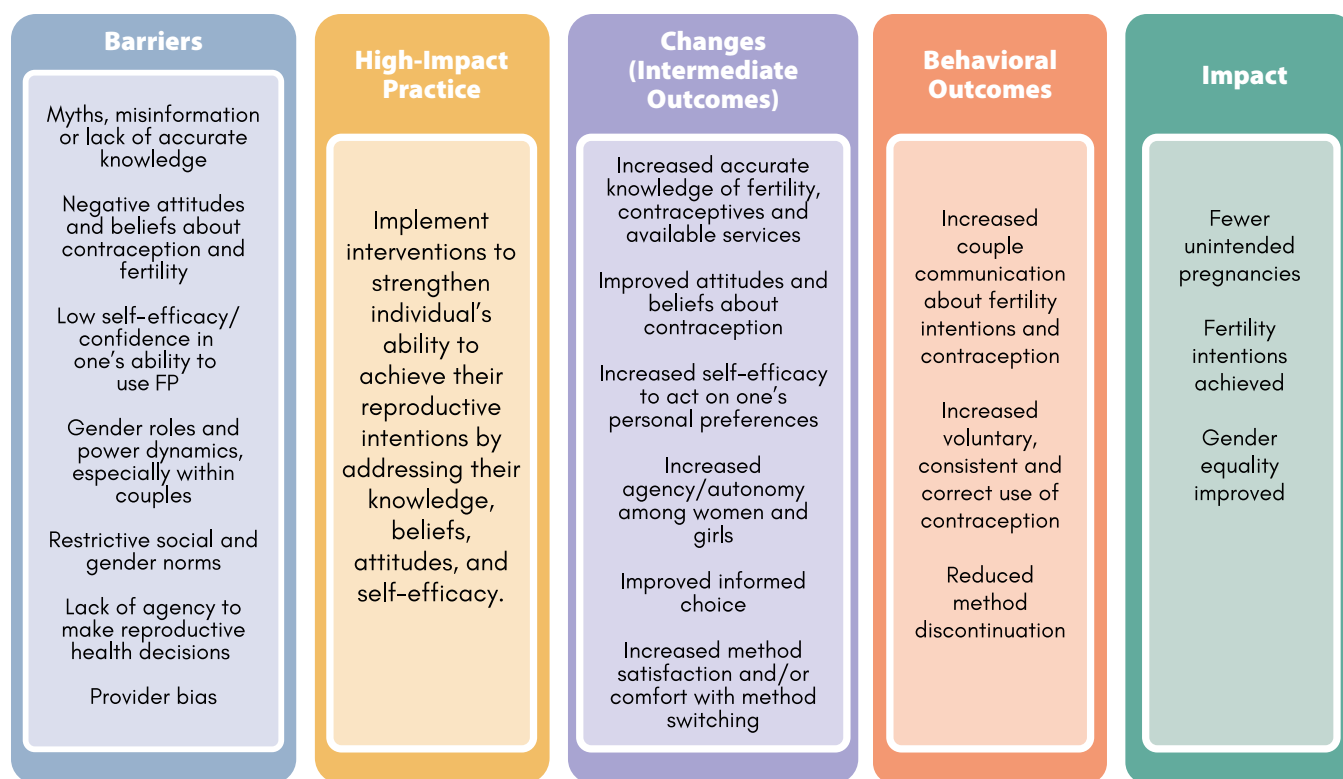 Barriers
Myths, misinformation
or lack of accurate
knowledge
Negative attitudes
and beliefs about
contraception and
fertility
Low self-efficacy/
confidence in
one's ability to
use FP
Gender roles and
power dynamics,
especially within
couples
Restrictive social and
gender norms
Lack of agency to
make reproductive
health decisions
Provider bias
High-Impact
Practice
Implement
interventions to
strengthen
individual's
ability to
achieve their
reproductive
intentions by
addressing their
knowledge,
beliefs,
attitudes, and
self-efficacy.
Changes
(Intermediate
Outcomes)
Increased accurate
knowledge of fertility,
contraceptives and
available services
Improved attitudes and
beliefs about
contraception
Increased self-efficacy
to act on one's
personal preferences
Increased
agency/autonomy
among women and
girls
Improved informed
choice
Increased method
satisfaction and/or
comfort with method
switching
Behavioral
Outcomes
Increased
couple
communication
about fertility
intentions and
contraception
Increased
voluntary,
consistent and
correct use of
contraception
Reduced
method
discontinuation
Impact
Fewer
unintended
pregnancies
Fertility
intentions
achieved
Gender
equality
improved